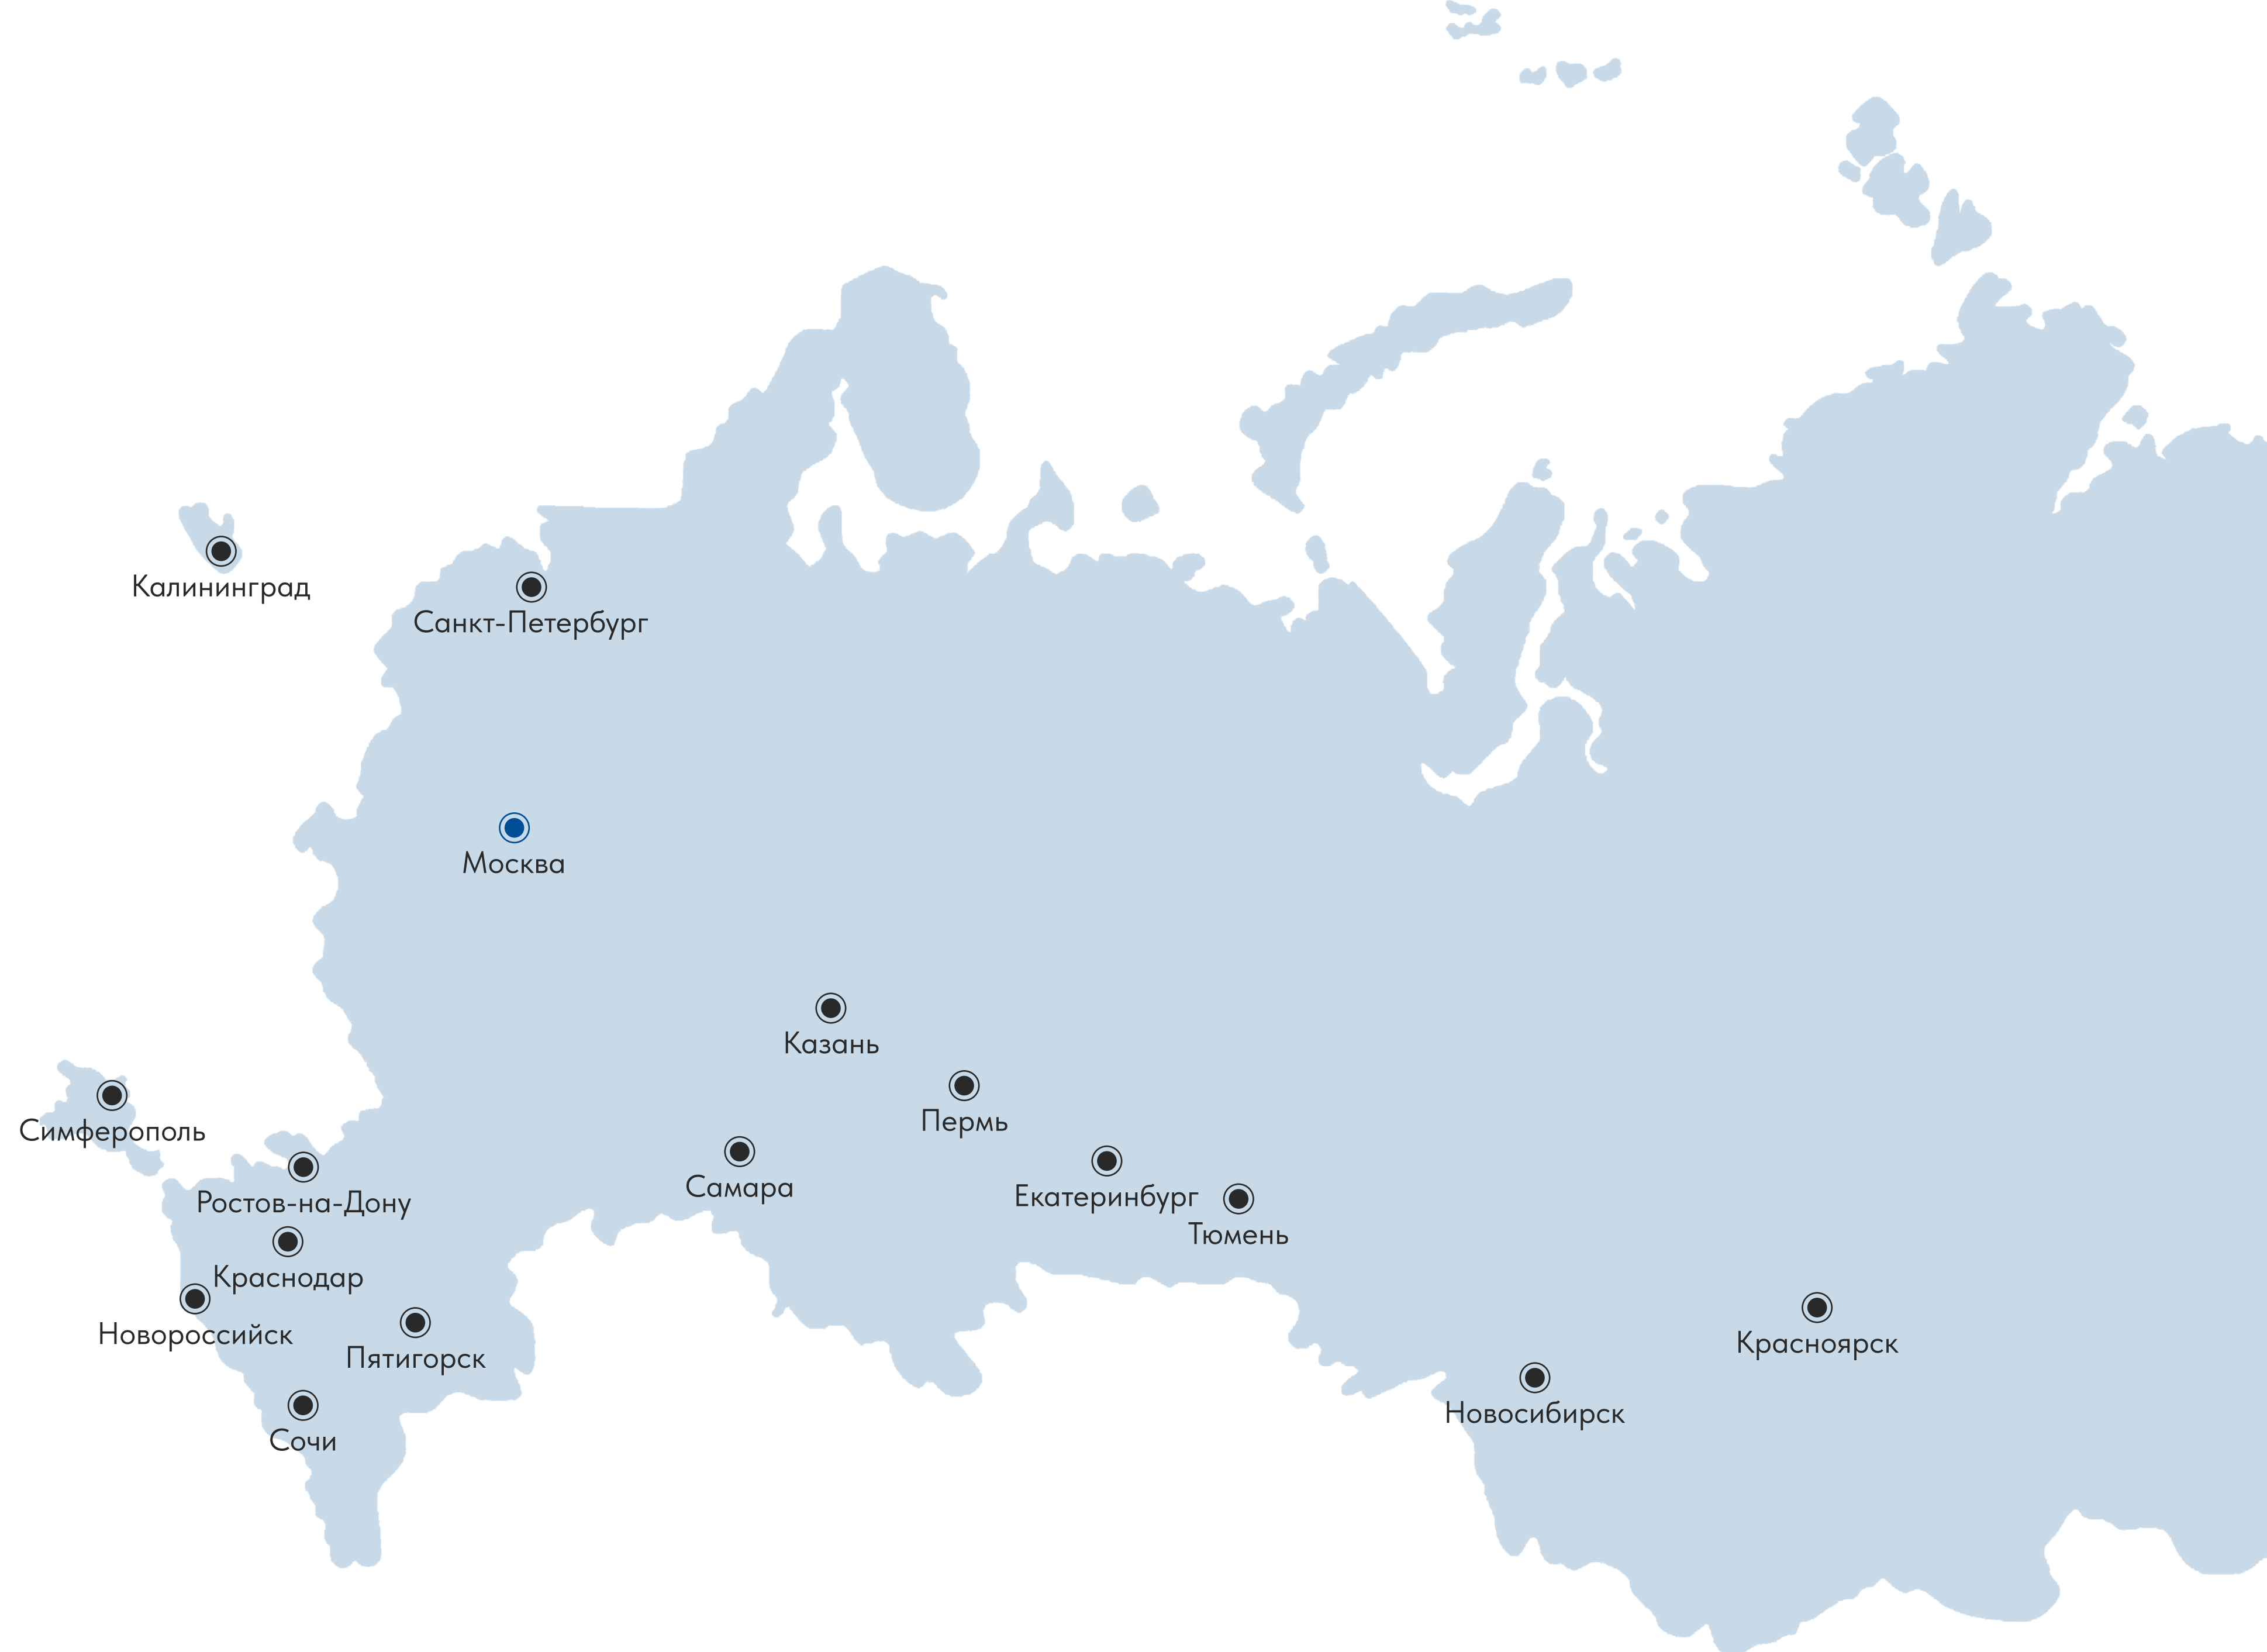 Калининград
Санкт-Петербург
Москва
Казань
Пермь
Симферополь
Самара
Екатеринбург
Ростов-на-Дону
Тюмень
Краснодар
Новороссийск
Красноярск
Пятигорск
Новосибирск
Сочи